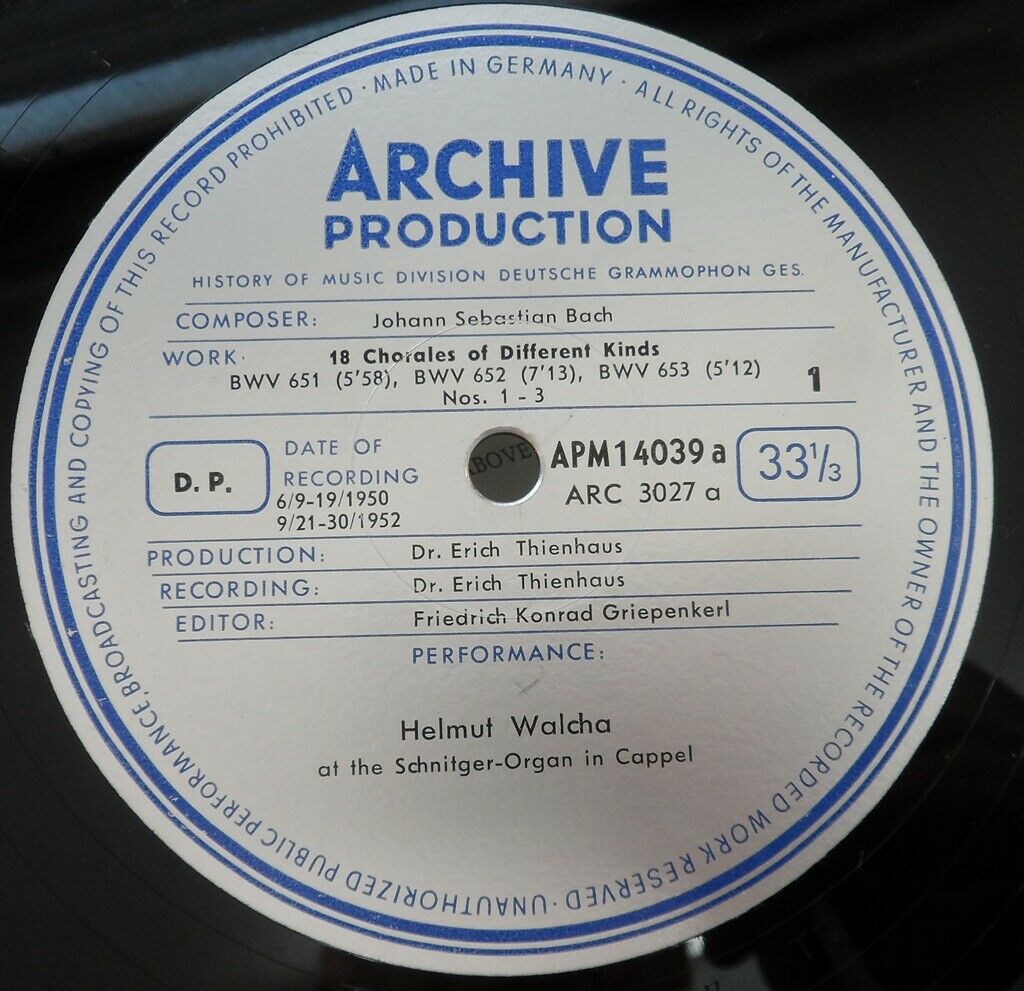 MADE IN GERMANY · ALL RIGHTS OF THE MANUFACTURER AND THE OWNER OF THE RECORDED WORK RESERVED · UNAUTHORIZED PUBLIC PERFORMANCE, BROADCASTING AND COPYING OF THIS RECORD PROHIBITED ·
ARCHIVE
PRODUCTION
HISTORY OF MUSIC DIVISION DEUTSCHE GRAMMOPHON GES.
COMPOSER: Johann Sebastian Bach
WORK· 18 Chorales of Different Kinds
BWV 651 (5'58), BWV 652 (7'13), BWV 653 (5'12) 1
Nos. 1 - 3
D. P.
DATE OF
RECORDING
6/9-19/1950
9/21-30/1952
BOVE
APM14039 a
ARC 3027 a
33⅓
PRODUCTION: Dr. Erich Thienhaus
RECORDING: Dr. Erich Thienhaus
EDITOR: Friedrich Konrad Griepenkerl
PERFORMANCE:
Helmut Walcha
at the Schnitger-Organ in Cappel